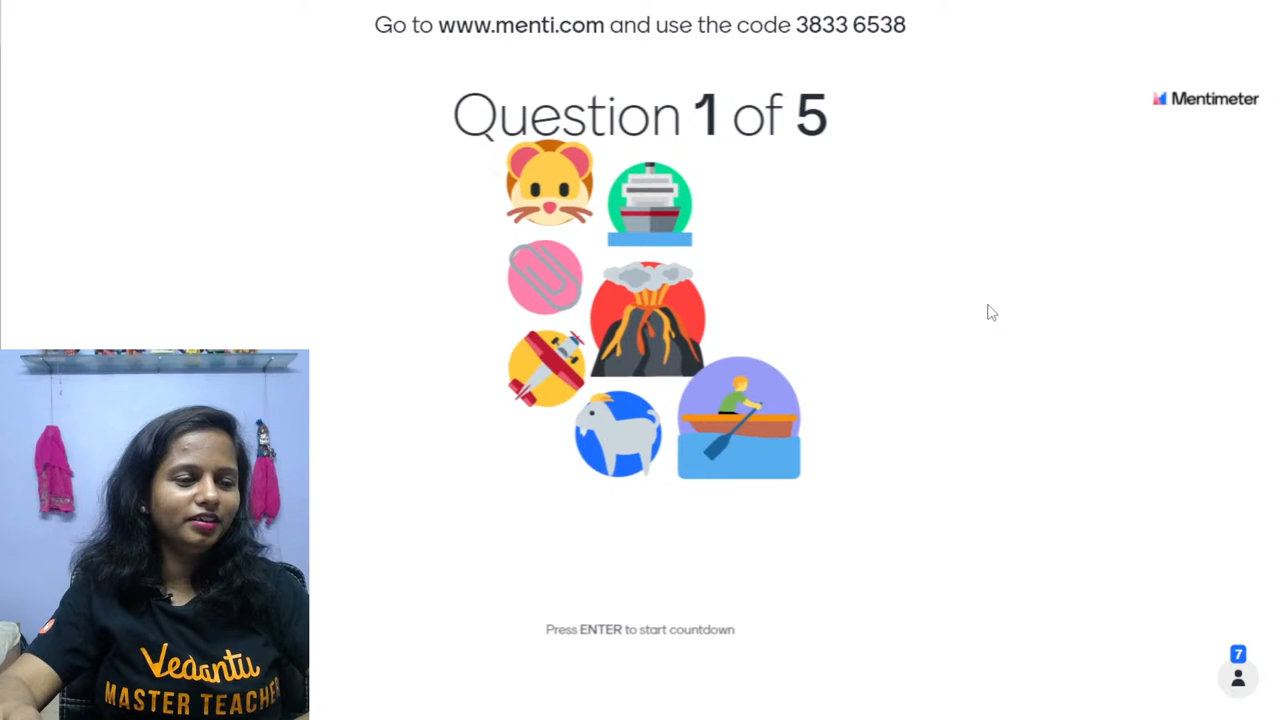 Go to www.menti.com and use the code 3833 6538
Mentimeter
Question 1 of 5
Press ENTER to start countdown
7
Vedantu
MASTER TEACHER